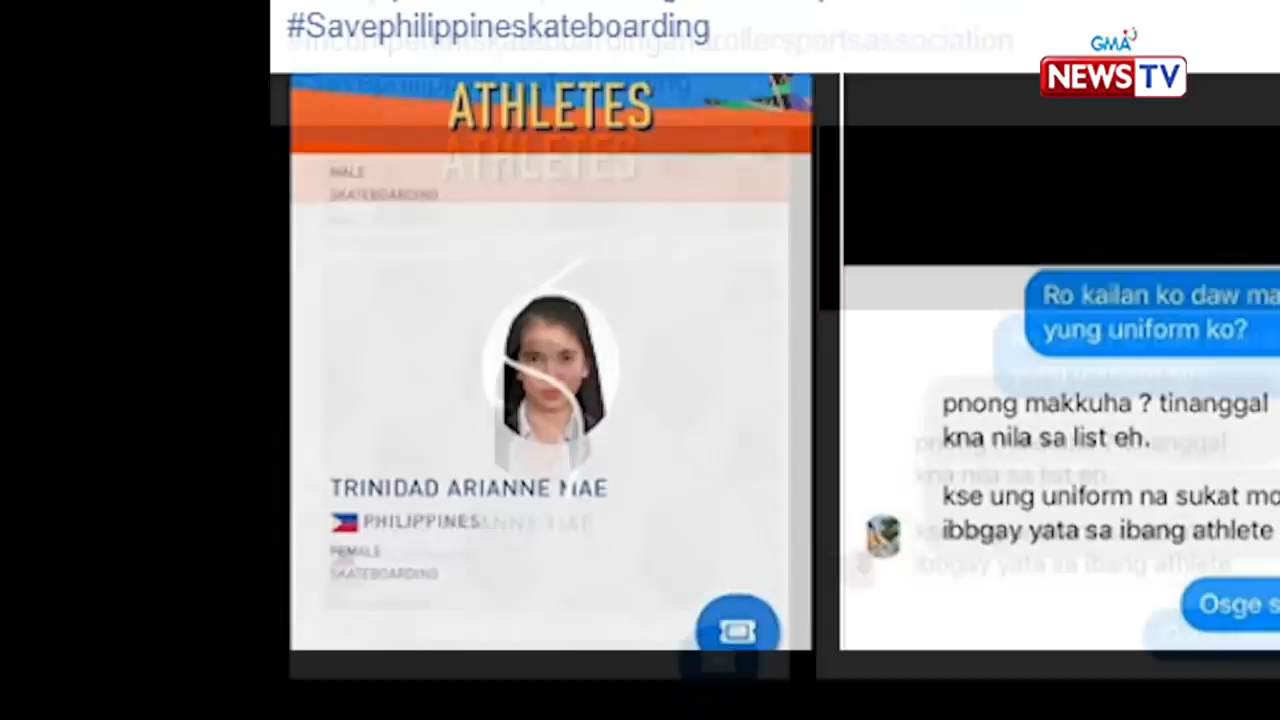 #Savephilippineskateboarding
GMA
NEWS TV
ATHLETES
MALE
SKATEBOARDING
TRINIDAD ARIANNE MAE
PHILIPPINES
FEMALE
SKATEBOARDING
Ro kailan ko daw ma
yung uniform ko?
pnong makkuha ? tinanggal
kna nila sa list eh.
kse ung uniform na sukat mo
ibbgay yata sa ibang athlete
Osge s